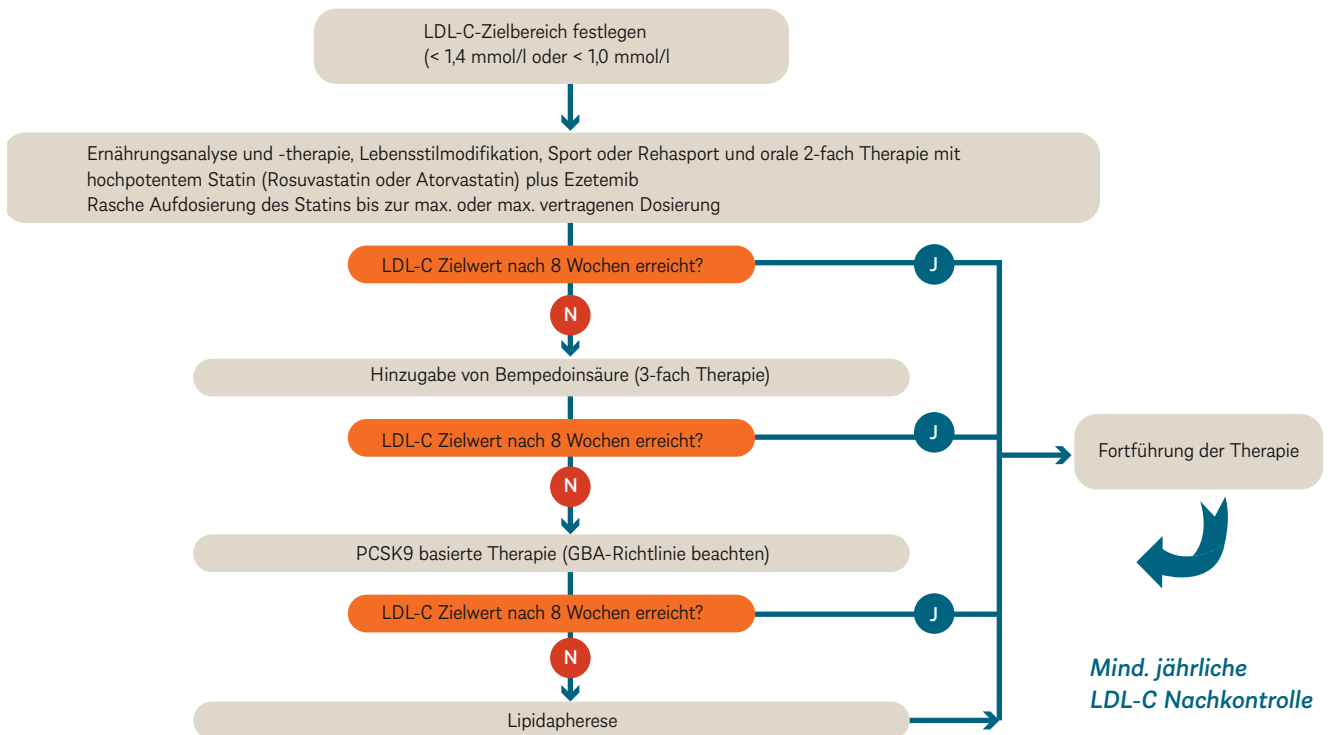 LDL-C-Zielbereich festlegen
(< 1,4 mmol/l oder < 1,0 mmol/l
Ernährungsanalyse und -therapie, Lebensstilmodifikation, Sport oder Rehasport und orale 2-fach Therapie mit
hochpotentem Statin (Rosuvastatin oder Atorvastatin) plus Ezetemib
Rasche Aufdosierung des Statins bis zur max. oder max. vertragenen Dosierung
LDL-C Zielwert nach 8 Wochen erreicht?
J
N
Hinzugabe von Bempedoinsäure (3-fach Therapie)
LDL-C Zielwert nach 8 Wochen erreicht?
J
Fortführung der Therapie
N
PCSK9 basierte Therapie (GBA-Richtlinie beachten)
LDL-C Zielwert nach 8 Wochen erreicht?
J
N
Mind. jährliche
LDL-C Nachkontrolle
Lipidapherese